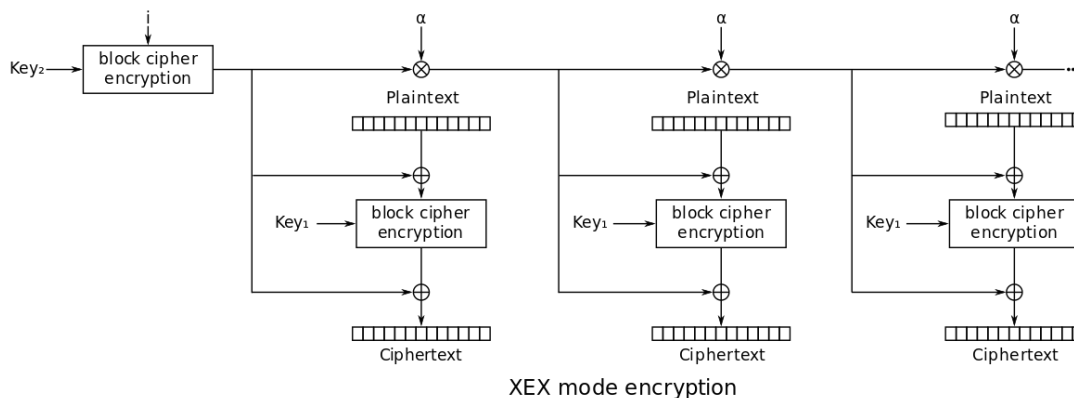 i
α
α
α
Key₂
block cipher
encryption
Plaintext
Plaintext
Plaintext
Key₁
block cipher
encryption
Key₁
block cipher
encryption
Key₁
block cipher
encryption
Ciphertext
Ciphertext
Ciphertext
XEX mode encryption